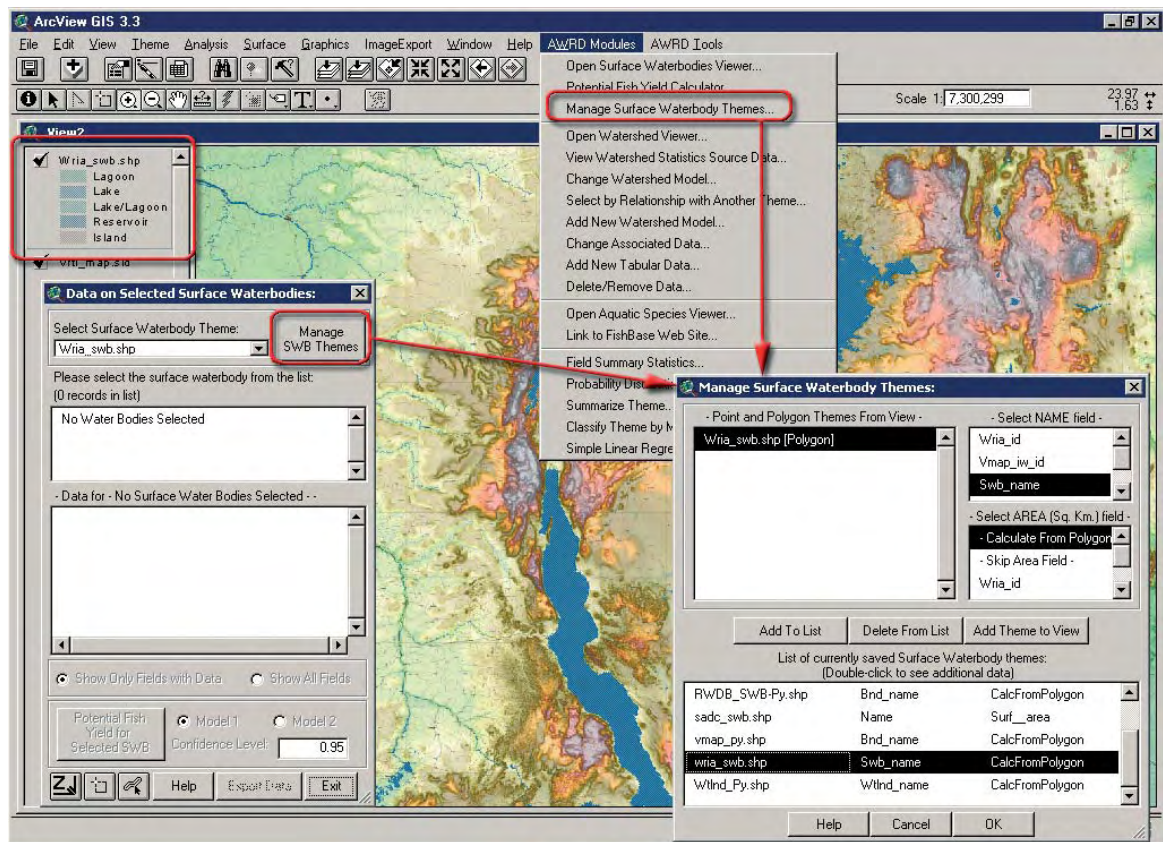 ArcView GIS 3.3
File Edit View Theme Analysis Surface Graphics ImageExport Window Help AWRD Modules AWRD Tools
Scale 1: 7,300,299
23.97
1.63
Open Surface Waterbodies Viewer...
Potential Fish Yield Calculator
Manage Surface Waterbody Themes...
Open Watershed Viewer...
View Watershed Statistics Source Data...
Change Watershed Model...
Select by Relationship with Another Theme...
Add New Watershed Model...
Change Associated Data...
Add New Tabular Data...
Delete/Remove Data...
Open Aquatic Species Viewer...
Link to FishBase Web Site...
Field Summary Statistics...
Probability
Summarize Theme..
Classify Theme by M
Simple Linear Regre
View2
Wria_swb.shp
Lagoon
Lake
Lake/Lagoon
Reservoir
Island
Data on Selected Surface Waterbodies:
Select Surface Waterbody Theme:
Wria_swb.shp
Manage
SWB Themes
Please select the surface waterbody from the list:
(0 records in list)
No Water Bodies Selected
- Data for - No Surface Water Bodies Selected - -
Show Only Fields with Data Show All Fields
Potential Fish
Yield for
Selected SWB
Model 1 Model 2
Confidence Level: 0.95
Help Export Data Exit
Manage Surface Waterbody Themes:
- Point and Polygon Themes From View -
Wria_swb.shp [Polygon]
- Select NAME field -
Wria_id
Vmap_iw_id
Swb_name
- Select AREA (Sq. Km.) field -
- Calculate From Polygon
- Skip Area Field -
Wria_id
Add To List Delete From List Add Theme to View
List of currently saved Surface Waterbody themes:
(Double-click to see additional data)
RWDB_SWB-Py.shp Bnd_name CalcFromPolygon
sadc_swb.shp Name Surf__area
vmap_py.shp Bnd_name CalcFromPolygon
wria_swb.shp Swb_name CalcFromPolygon
Wtlnd_Py.shp Wtlnd_name CalcFromPolygon
Help Cancel OK